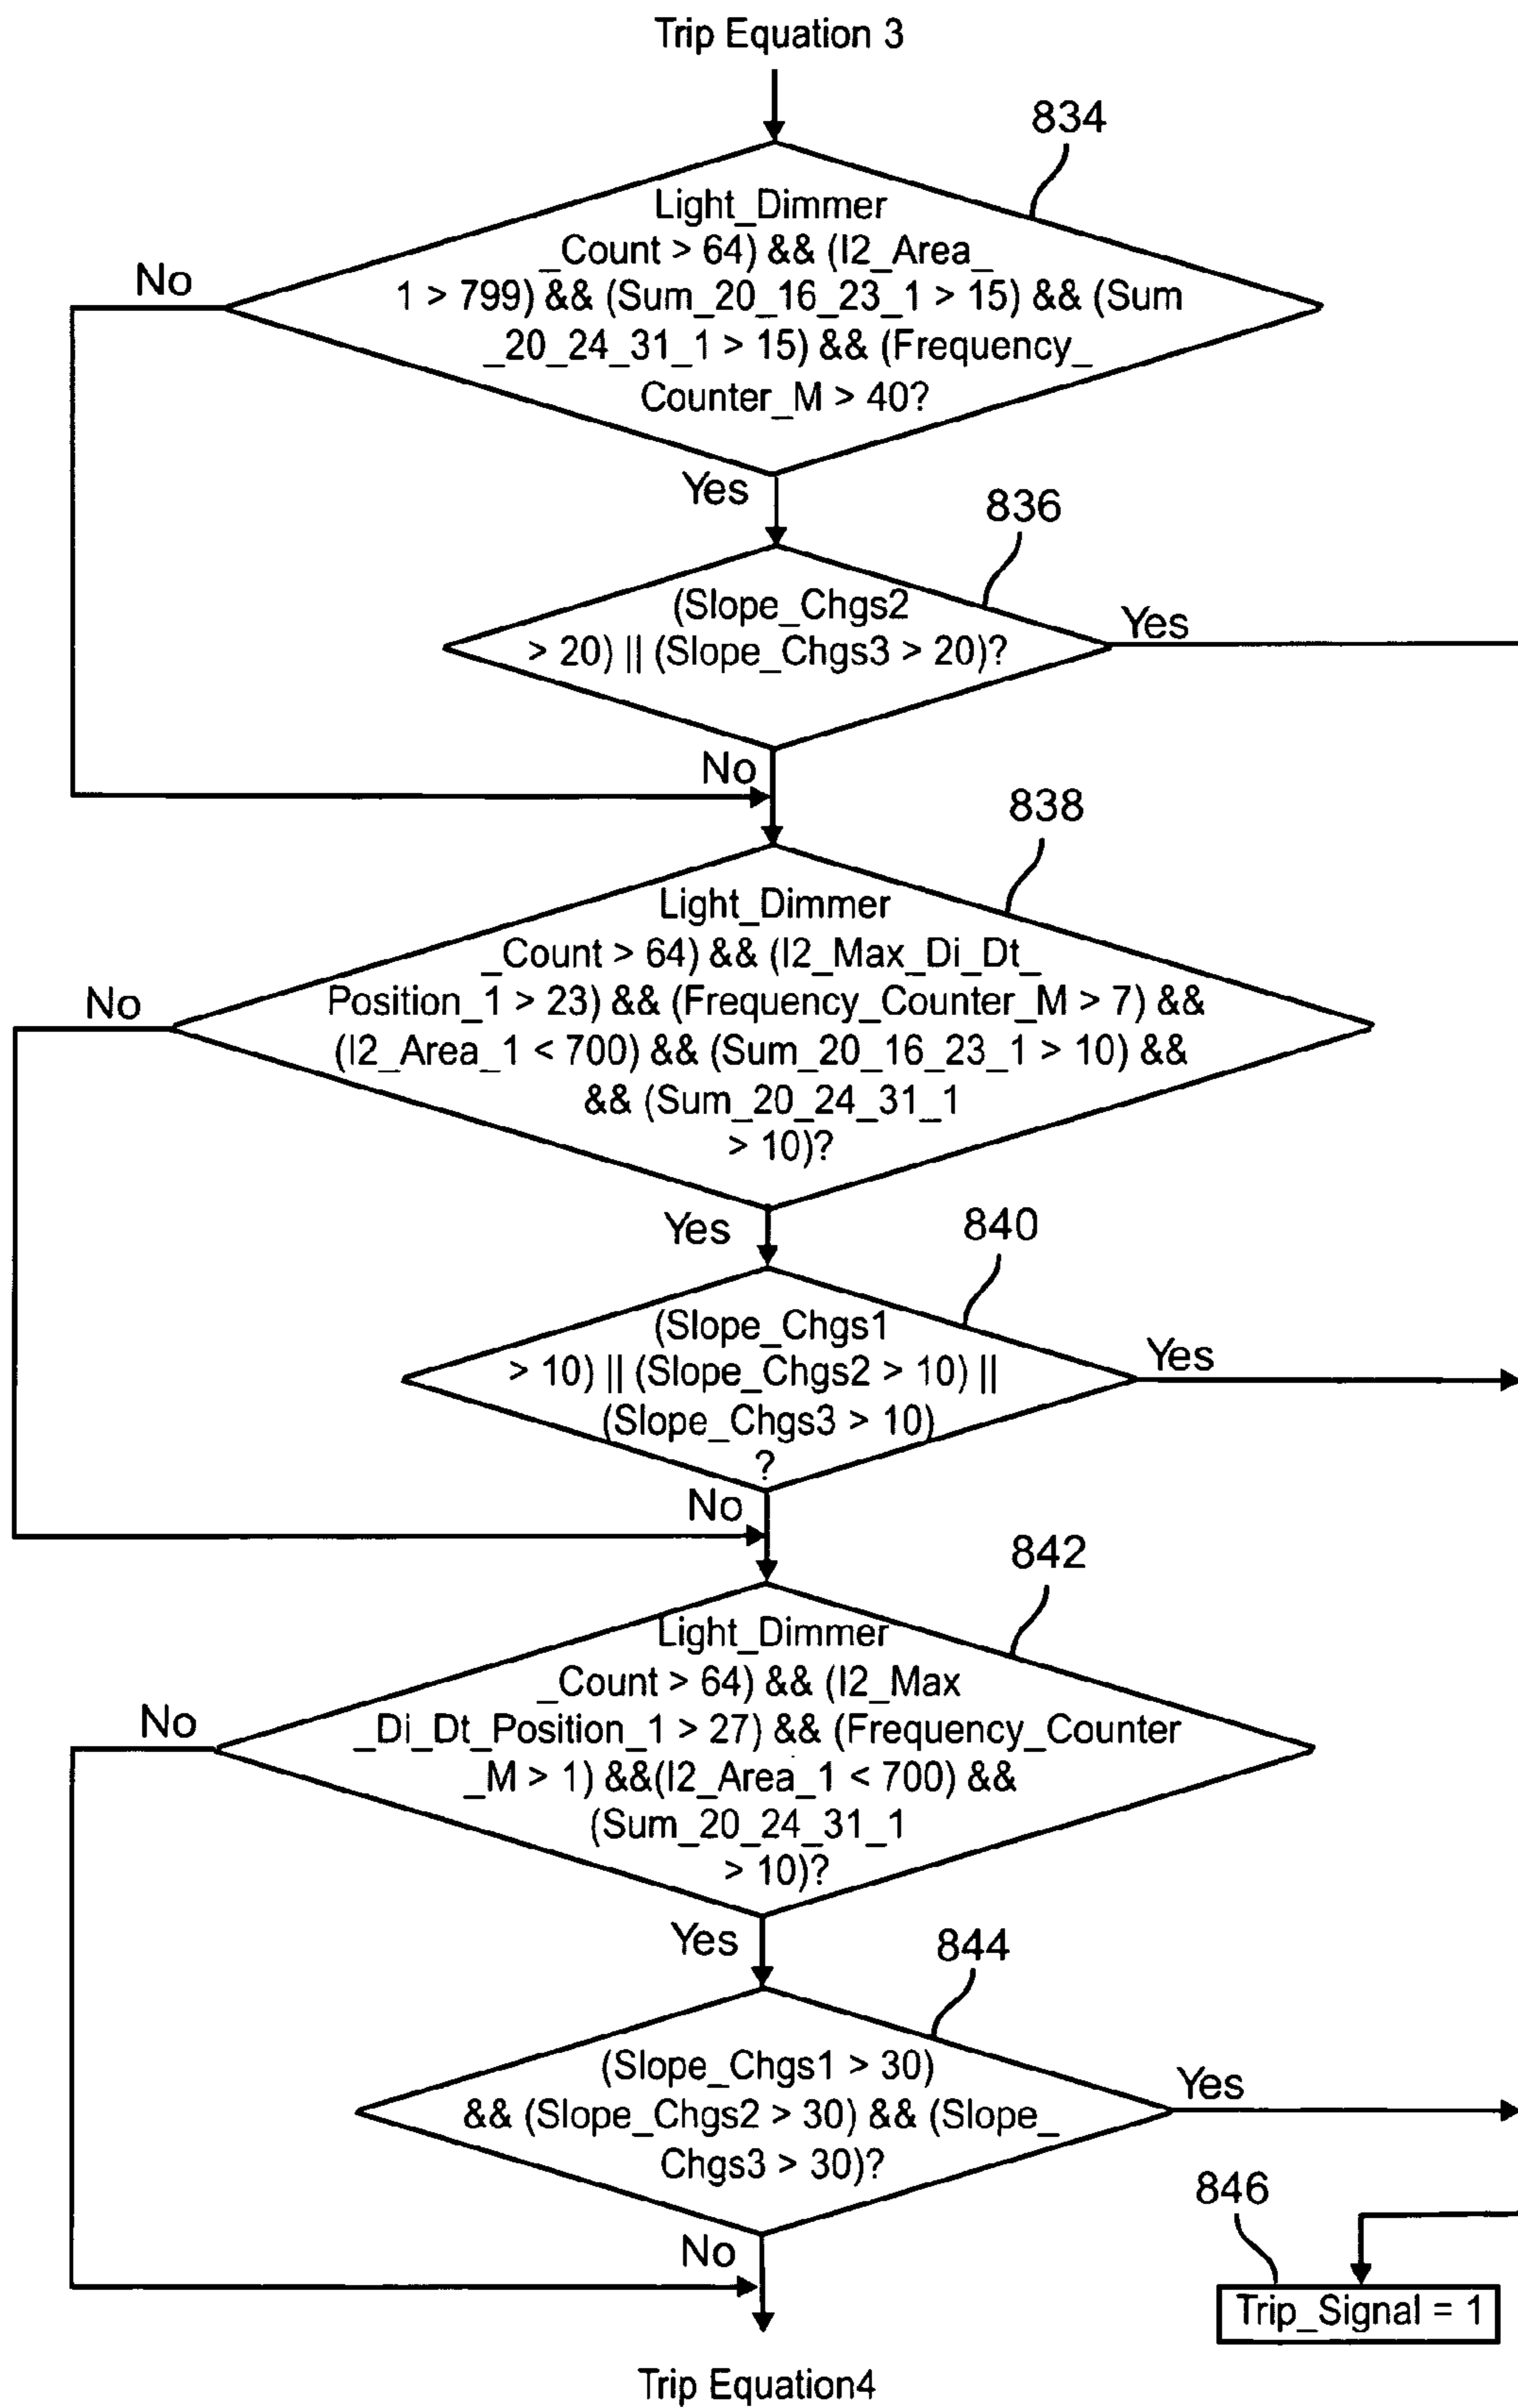 Trip Equation 3
834
Light_Dimmer
_Count > 64) && (I2_Area_
1 > 799) && (Sum_20_16_23_1 > 15) && (Sum
_20_24_31_1 > 15) && (Frequency_
Counter_M > 40?
No
Yes
836
(Slope_Chgs2
> 20) || (Slope_Chgs3 > 20)?
Yes
No
838
Light_Dimmer
_Count > 64) && (I2_Max_Di_Dt_
Position_1 > 23) && (Frequency_Counter_M > 7) &&
(I2_Area_1 < 700) && (Sum_20_16_23_1 > 10) &&
&& (Sum_20_24_31_1
> 10)?
No
Yes
840
(Slope_Chgs1
> 10) || (Slope_Chgs2 > 10) ||
(Slope_Chgs3 > 10)
?
Yes
No
842
Light_Dimmer
_Count > 64) && (I2_Max
_Di_Dt_Position_1 > 27) && (Frequency_Counter
_M > 1) &&(I2_Area_1 < 700) &&
(Sum_20_24_31_1
> 10)?
No
Yes
844
(Slope_Chgs1 > 30)
&& (Slope_Chgs2 > 30) && (Slope_
Chgs3 > 30)?
Yes
No
846
Trip_Signal = 1
Trip Equation4